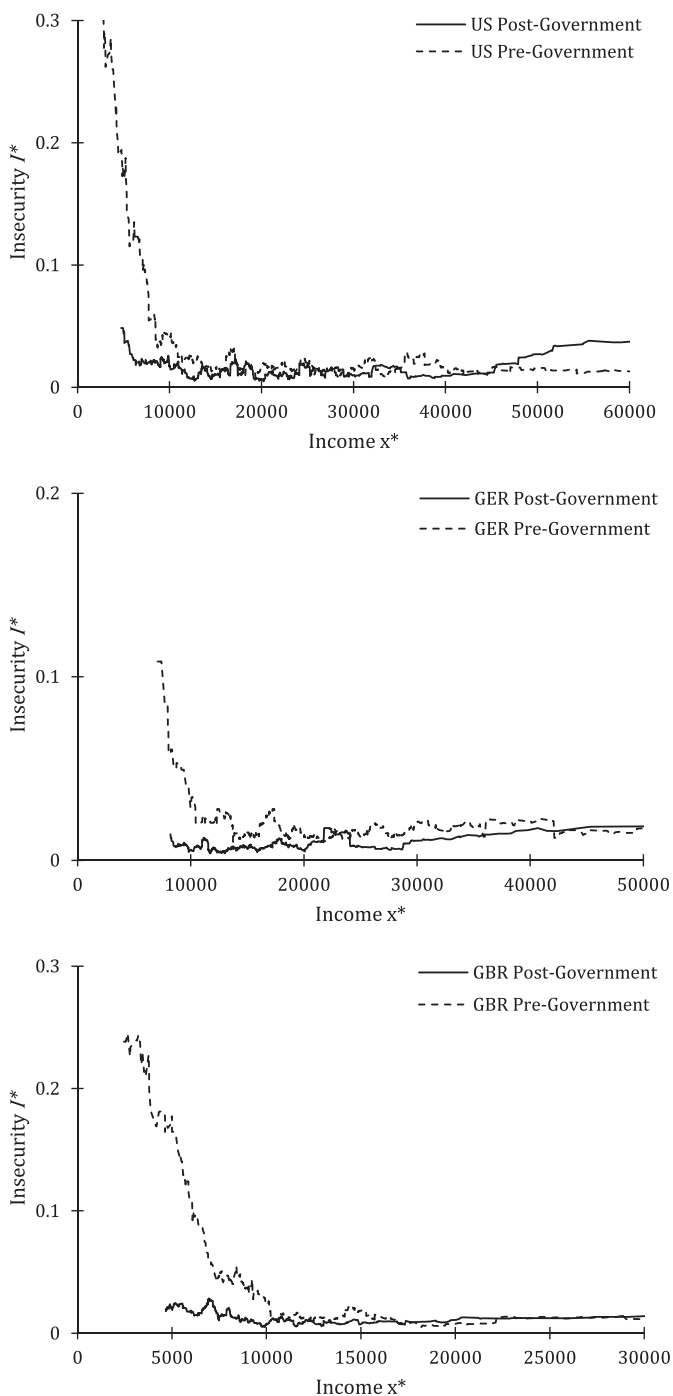 0.3
US Post-Government
US Pre-Government
0.2
Insecurity I*
0.1
0
0 10000 20000 30000 40000 50000 60000
Income x*
0.2
GER Post-Government
GER Pre-Government
Insecurity I*
0.1
0
0 10000 20000 30000 40000 50000
Income x*
0.3
GBR Post-Government
GBR Pre-Government
0.2
Insecurity I*
0.1
0
0 5000 10000 15000 20000 25000 30000
Income x*